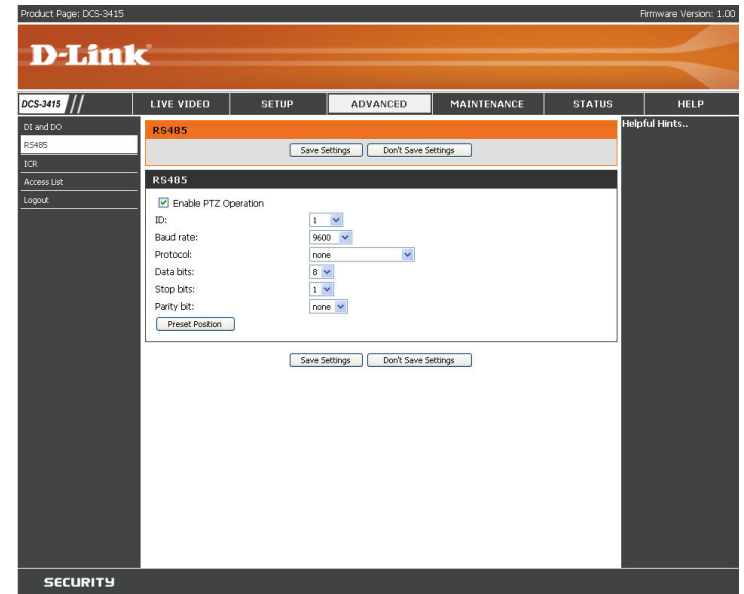 Product Page: DCS-3415 Firmware Version: 1.00
D-Link
DCS-3415 LIVE VIDEO SETUP ADVANCED MAINTENANCE STATUS HELP
DI and DO
RS485
ICR
Access List
Logout
RS485
Save Settings Don't Save Settings
RS485
Enable PTZ Operation
ID: 1
Baud rate: 9600
Protocol: none
Data bits: 8
Stop bits: 1
Parity bit: none
Preset Position
Save Settings Don't Save Settings
Helpful Hints..
SECURITY